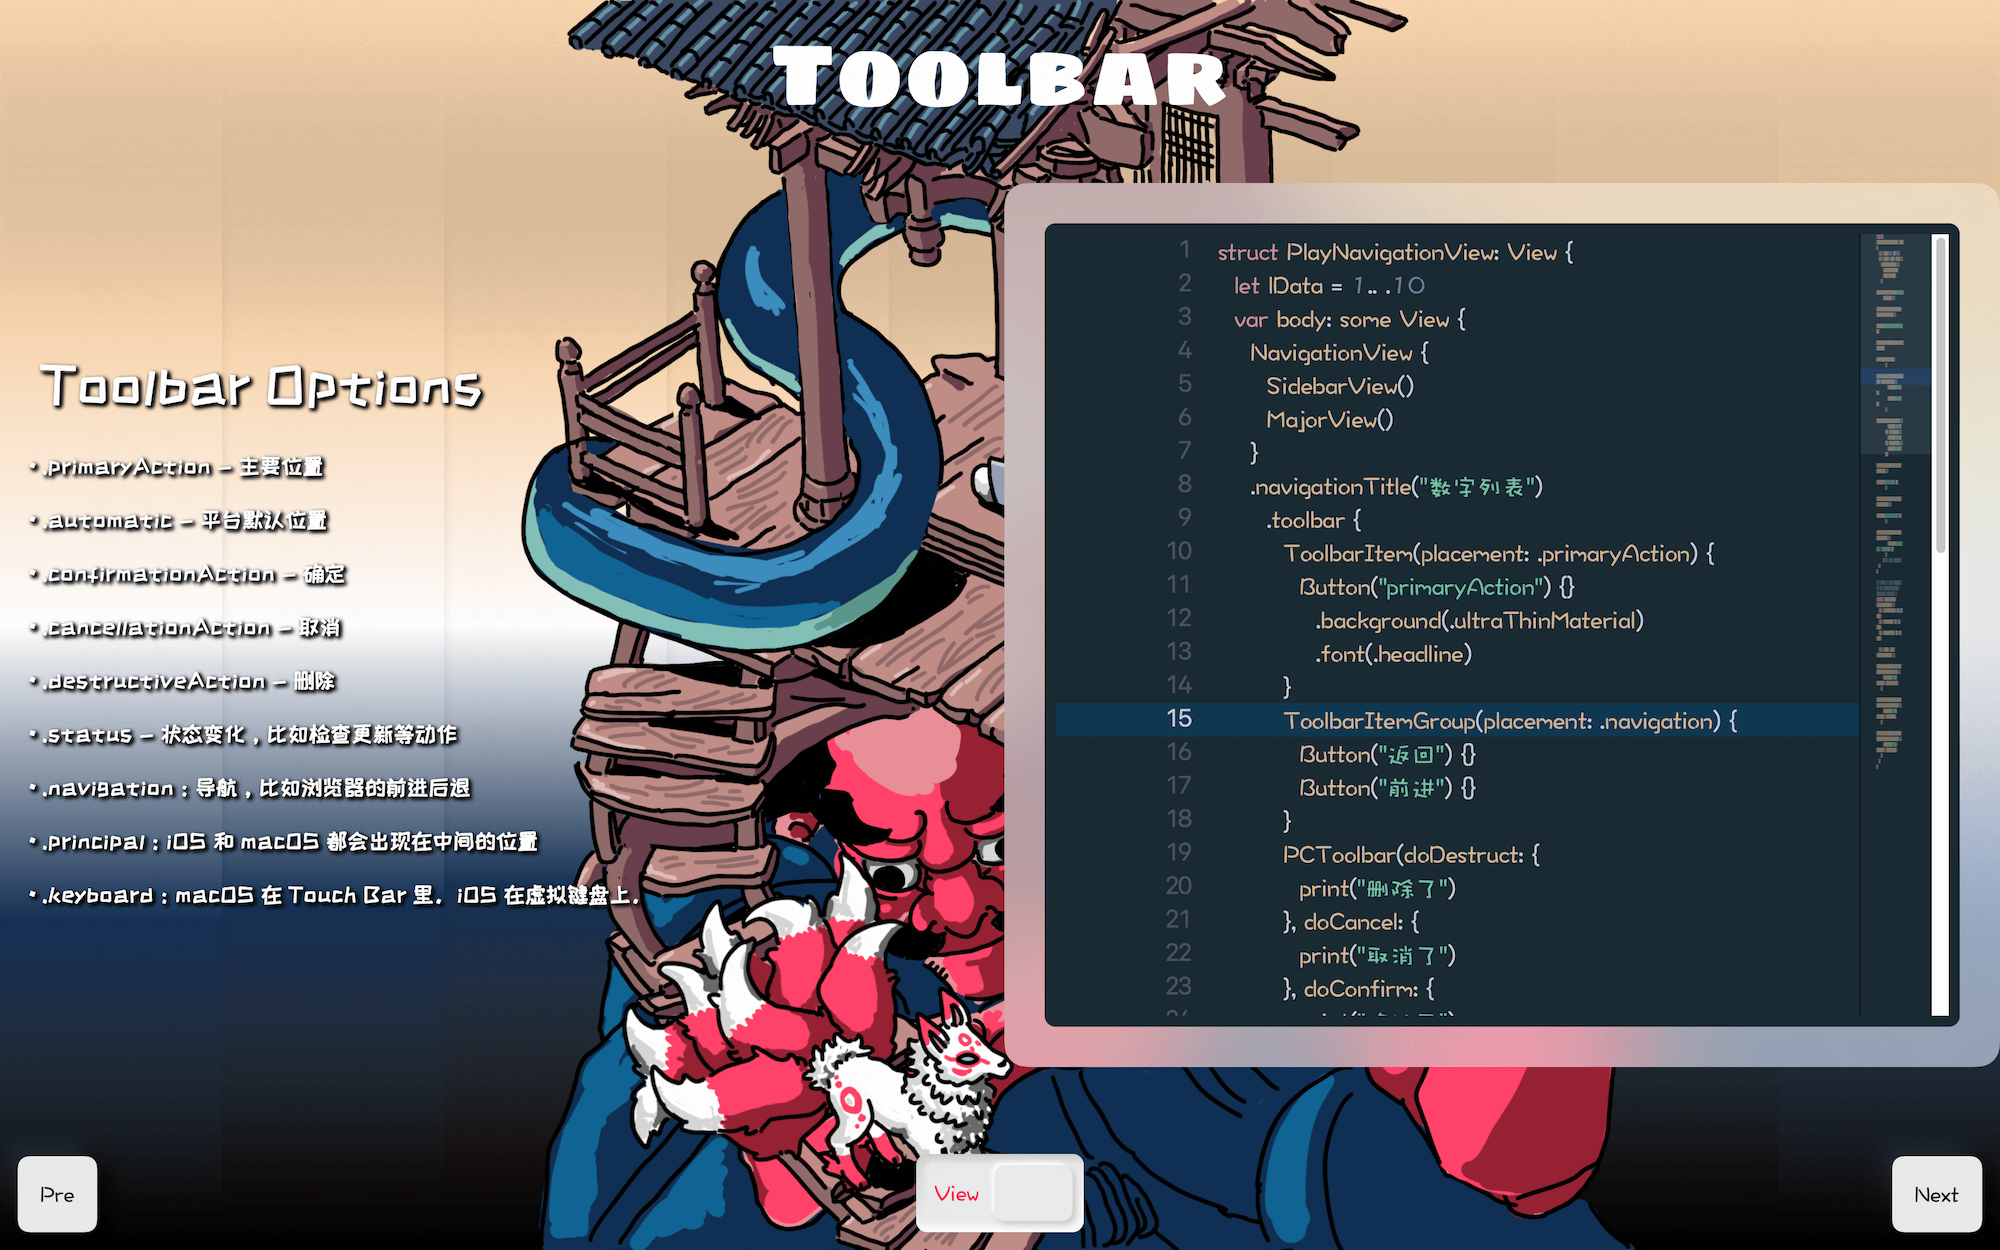 TOOLBAR
Toolbar Options
• .primaryAction – 主要位置
• .automatic – 平台默认位置
• .confirmationAction – 确定
• .cancellationAction – 取消
• .destructiveAction – 删除
• .status – 状态变化，比如检查更新等动作
• .navigation：导航，比如浏览器的前进后退
• .principal：iOS 和 macOS 都会出现在中间的位置
• .keyboard：macOS 在 Touch Bar 里。iOS 在虚拟键盘上。
1 struct PlayNavigationView: View {
2 let lData = 1...10
3 var body: some View {
4 NavigationView {
5 SidebarView()
6 MajorView()
7 }
8 .navigationTitle("数字列表")
9 .toolbar {
10 ToolbarItem(placement: .primaryAction) {
11 Button("primaryAction") {}
12 .background(.ultraThinMaterial)
13 .font(.headline)
14 }
15 ToolbarItemGroup(placement: .navigation) {
16 Button("返回") {}
17 Button("前进") {}
18 }
19 PCToolbar(doDestruct: {
20 print("删除了")
21 }, doCancel: {
22 print("取消了")
23 }, doConfirm: {
Pre
View
Next